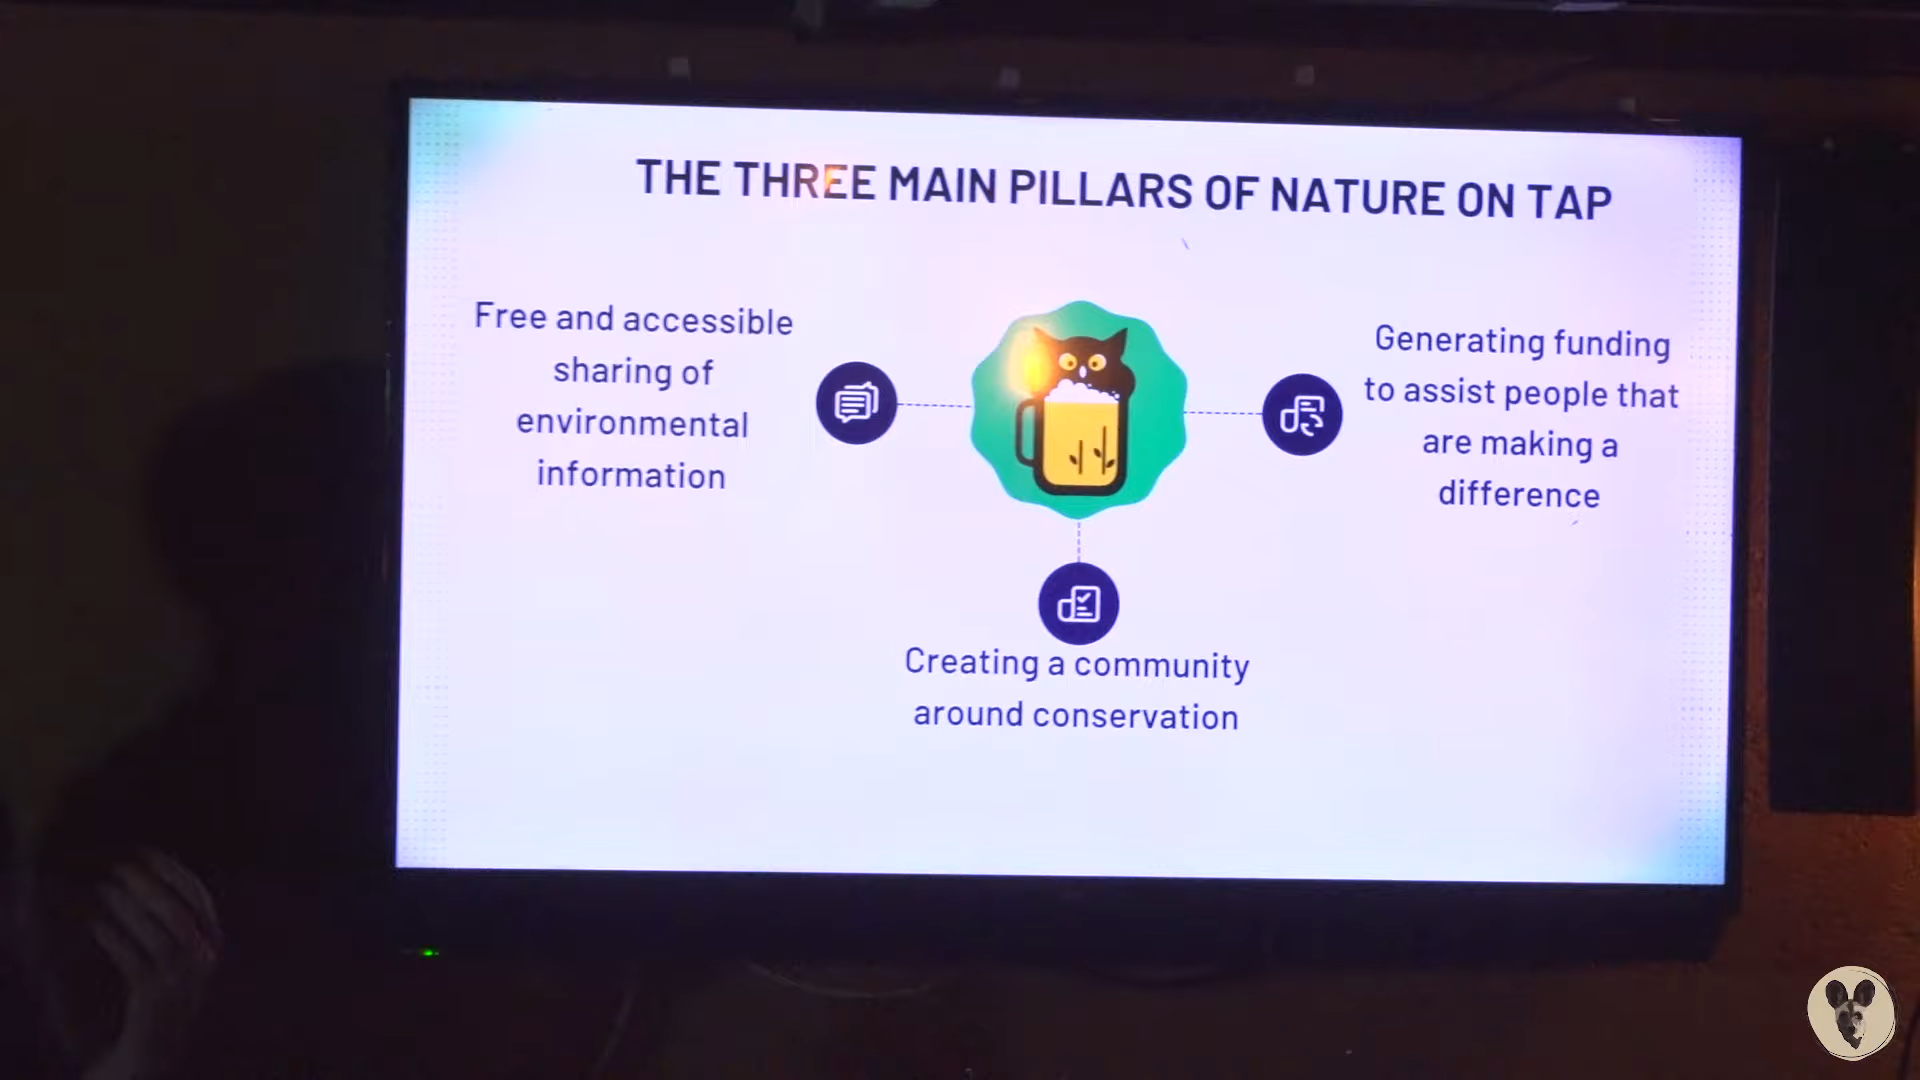 THE THREE MAIN PILLARS OF NATURE ON TAP
Free and accessible
sharing of
environmental
information
Generating funding
to assist people that
are making a
difference
Creating a community
around conservation